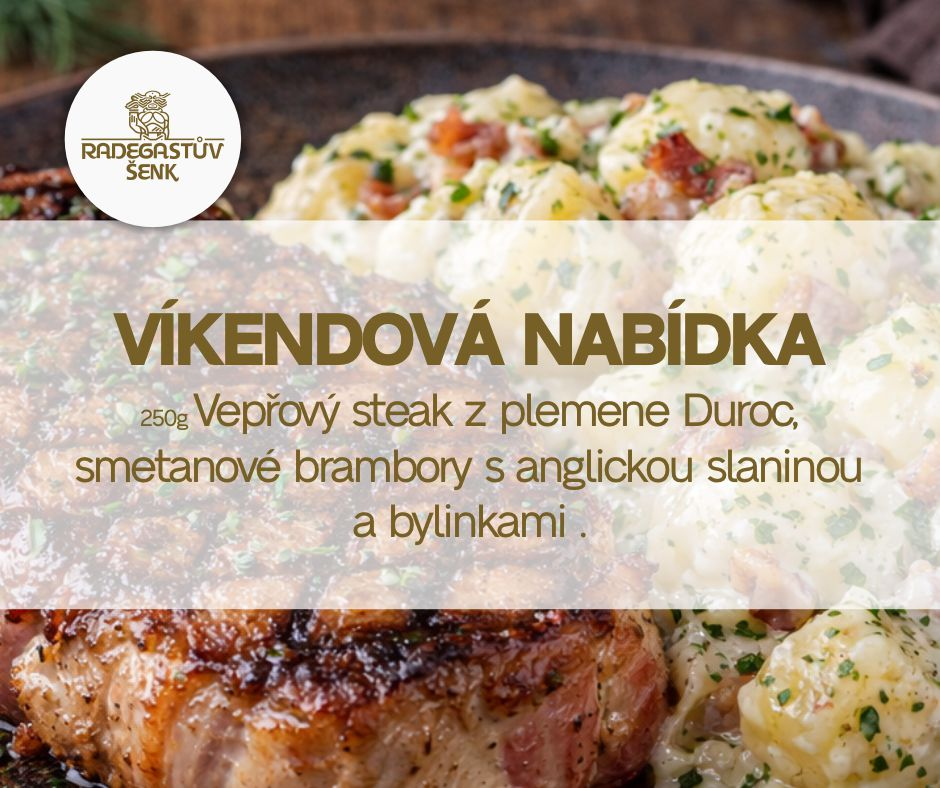 RADEGASTŮV
ŠENK
VÍKENDOVÁ NABÍDKA
250g Vepřový steak z plemene Duroc,
smetanové brambory s anglickou slaninou
a bylinkami .